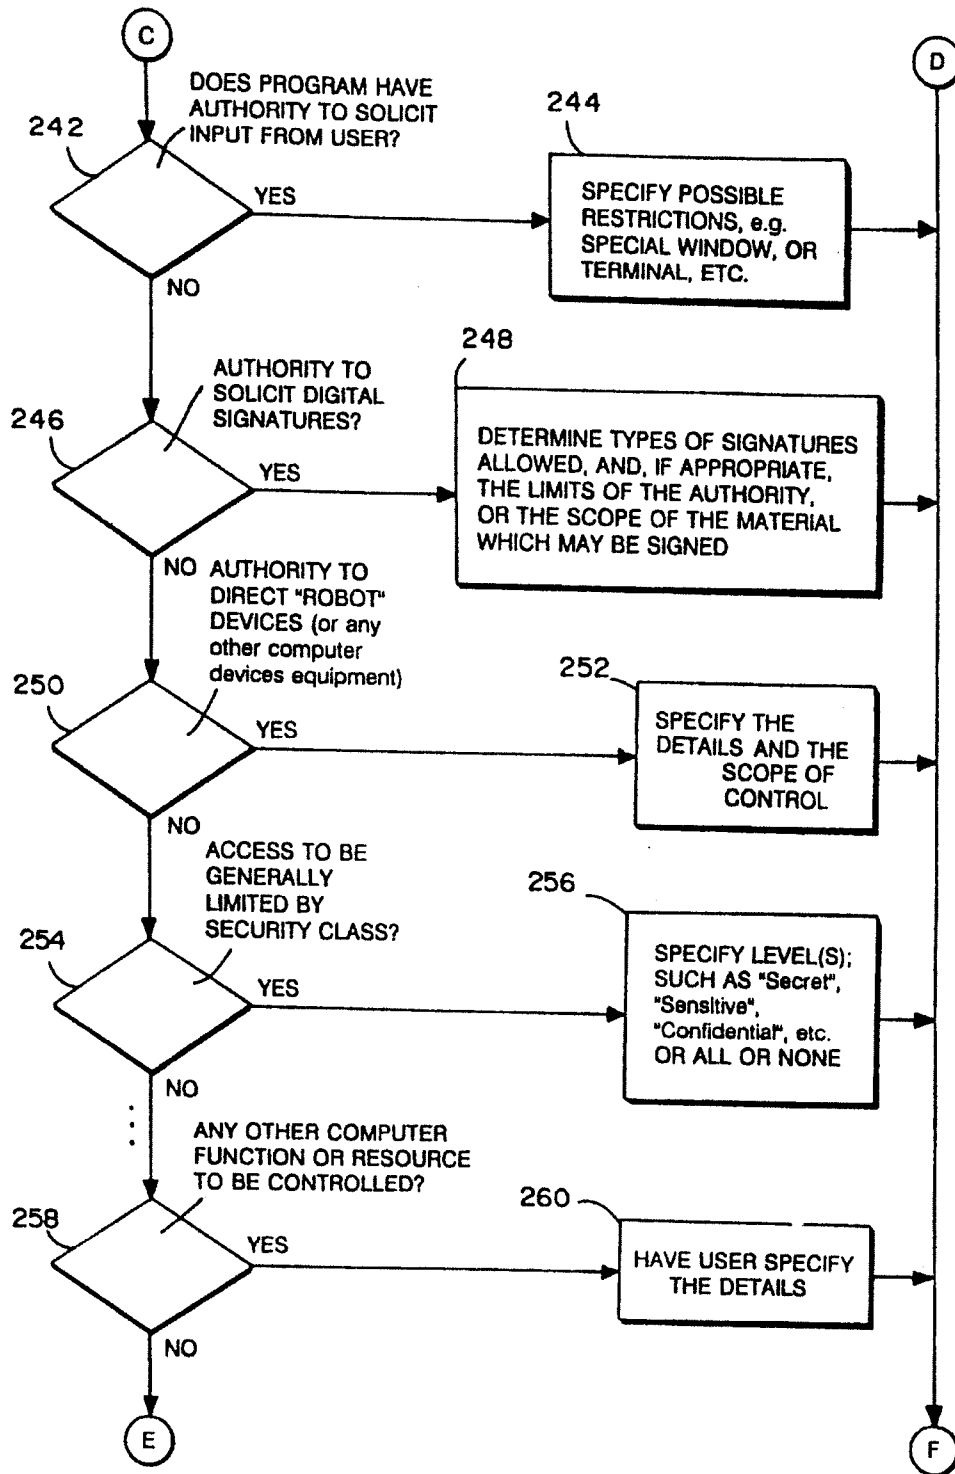 C
D
DOES PROGRAM HAVE
AUTHORITY TO SOLICIT
INPUT FROM USER?
242
244
YES
SPECIFY POSSIBLE
RESTRICTIONS, e.g.
SPECIAL WINDOW, OR
TERMINAL, ETC.
NO
AUTHORITY TO
SOLICIT DIGITAL
SIGNATURES?
246
248
YES
DETERMINE TYPES OF SIGNATURES
ALLOWED, AND, IF APPROPRIATE,
THE LIMITS OF THE AUTHORITY,
OR THE SCOPE OF THE MATERIAL
WHICH MAY BE SIGNED
NO
AUTHORITY TO
DIRECT "ROBOT"
DEVICES (or any
other computer
devices equipment)
250
252
YES
SPECIFY THE
DETAILS AND THE
SCOPE OF
CONTROL
NO
ACCESS TO BE
GENERALLY
LIMITED BY
SECURITY CLASS?
254
256
YES
SPECIFY LEVEL(S);
SUCH AS "Secret",
"Sensitive",
"Confidential", etc.
OR ALL OR NONE
NO
ANY OTHER COMPUTER
FUNCTION OR RESOURCE
TO BE CONTROLLED?
258
260
YES
HAVE USER SPECIFY
THE DETAILS
NO
E
F